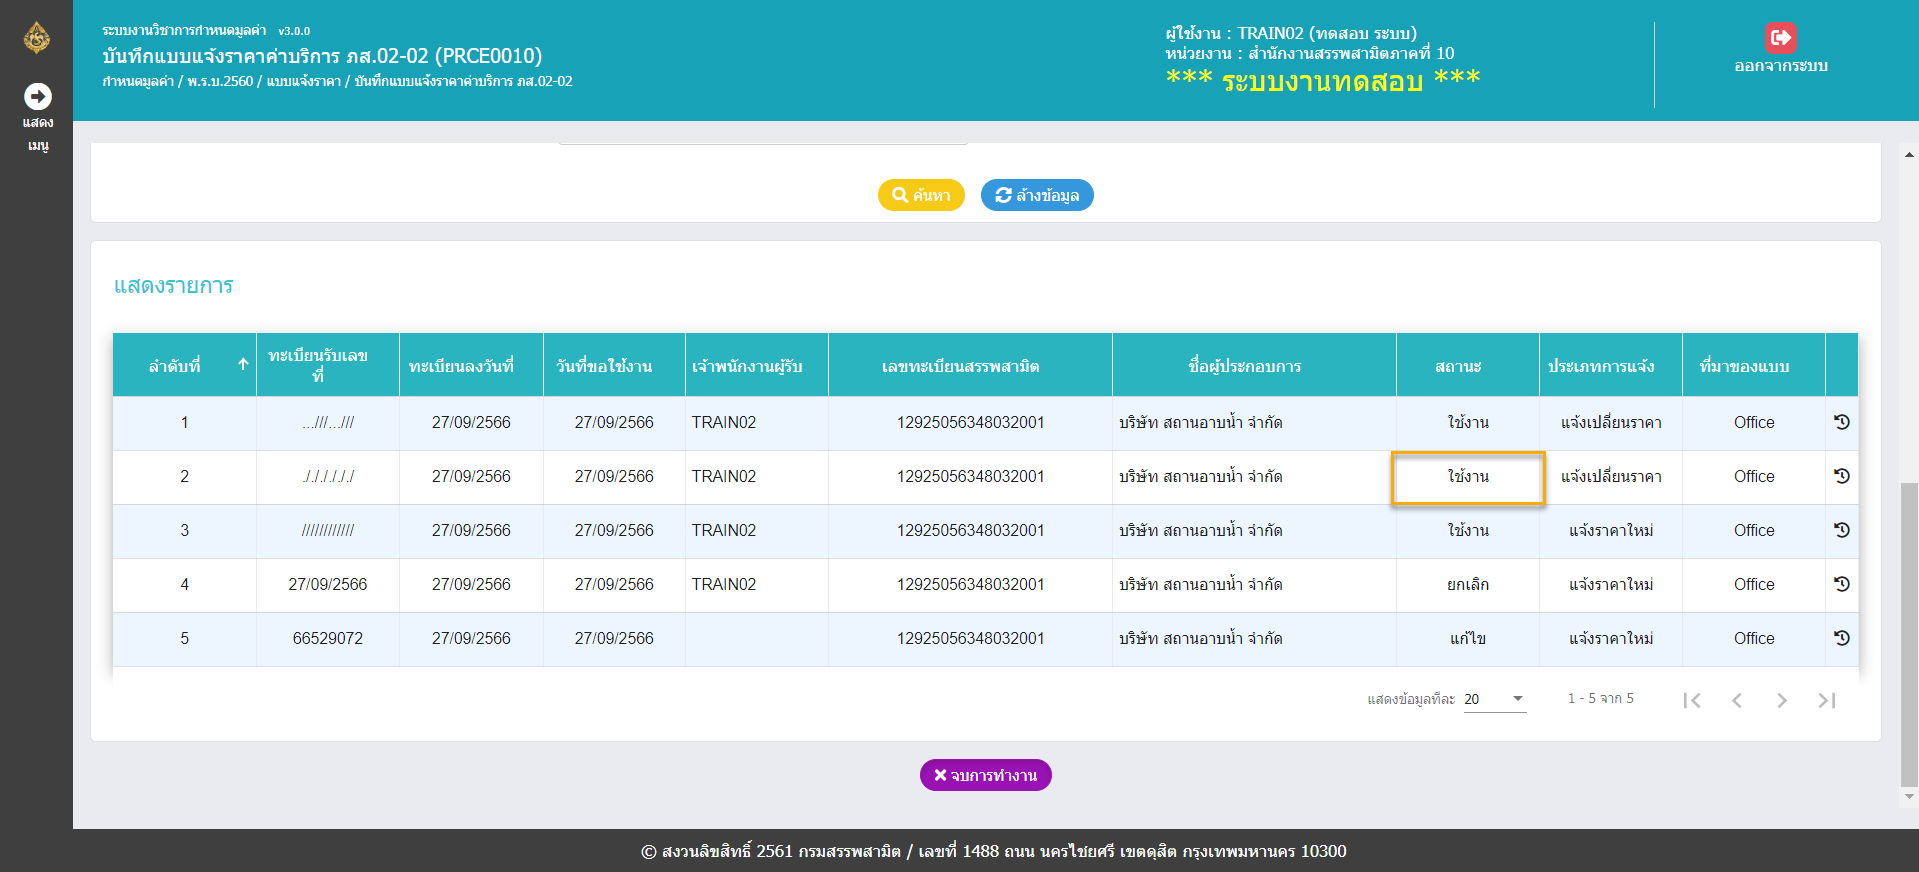 ระบบงานวิชาการกำหนดมูลค่า v3.0.0
บันทึกแบบแจ้งราคาค่าบริการ ภส.02-02 (PRCE0010)
กำหนดมูลค่า / พ.ร.บ.2560 / แบบแจ้งราคา / บันทึกแบบแจ้งราคาค่าบริการ ภส.02-02
ผู้ใช้งาน : TRAIN02 (ทดสอบ ระบบ)
หน่วยงาน : สำนักงานสรรพสามิตภาคที่ 10
*** ระบบงานทดสอบ ***
ออกจากระบบ
แสดง
เมนู
ค้นหา ล้างข้อมูล
แสดงรายการ
ลำดับที่ ทะเบียนรับเลขที่ ทะเบียนลงวันที่ วันที่ขอใช้งาน เจ้าพนักงานผู้รับ เลขทะเบียนสรรพสามิต ชื่อผู้ประกอบการ สถานะ ประเภทการแจ้ง ที่มาของแบบ
1 ...///.../// 27/09/2566 27/09/2566 TRAIN02 12925056348032001 บริษัท สถานอาบน้ำ จำกัด ใช้งาน แจ้งเปลี่ยนราคา Office
2 ././././././ 27/09/2566 27/09/2566 TRAIN02 12925056348032001 บริษัท สถานอาบน้ำ จำกัด ใช้งาน แจ้งเปลี่ยนราคา Office
3 //////////// 27/09/2566 27/09/2566 TRAIN02 12925056348032001 บริษัท สถานอาบน้ำ จำกัด ใช้งาน แจ้งราคาใหม่ Office
4 27/09/2566 27/09/2566 27/09/2566 TRAIN02 12925056348032001 บริษัท สถานอาบน้ำ จำกัด ยกเลิก แจ้งราคาใหม่ Office
5 66529072 27/09/2566 27/09/2566 12925056348032001 บริษัท สถานอาบน้ำ จำกัด แก้ไข แจ้งราคาใหม่ Office
แสดงข้อมูลทีละ 20 1 - 5 จาก 5
จบการทำงาน
© สงวนลิขสิทธิ์ 2561 กรมสรรพสามิต / เลขที่ 1488 ถนน นครไชยศรี เขตดุสิต กรุงเทพมหานคร 10300